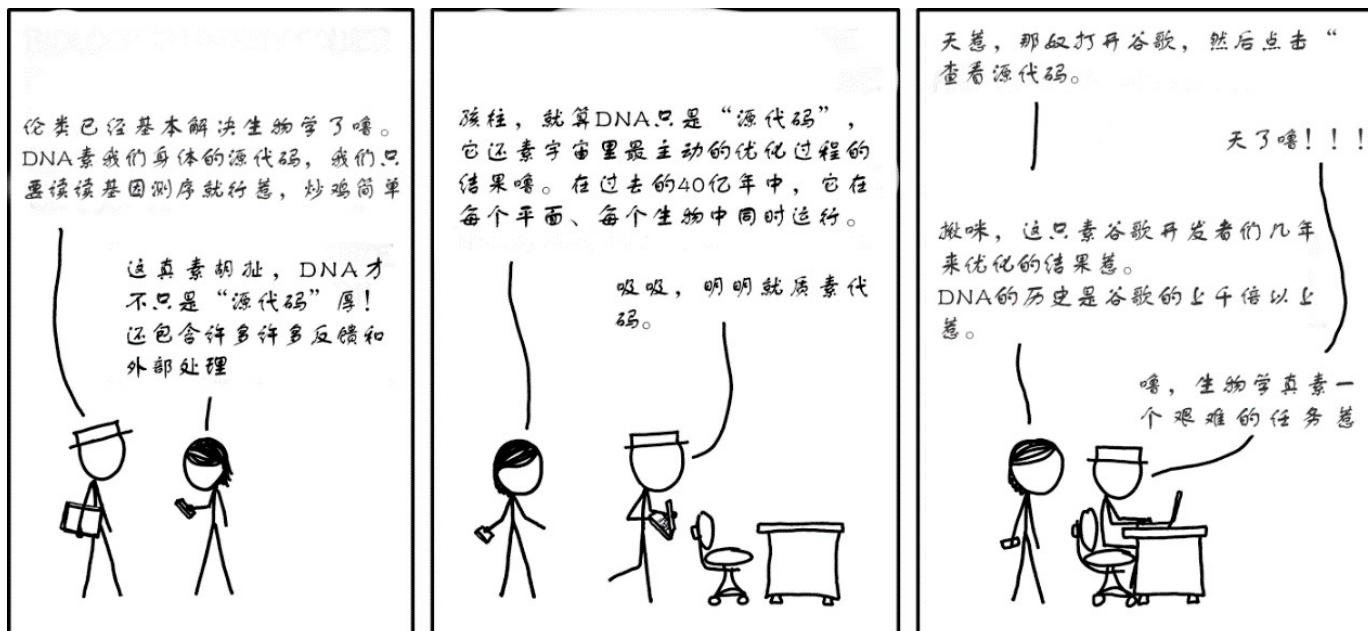 伦类已经基本解决生物学了噜。
DNA素我们身体的源代码，我们只
要读读基因测序就行惹，炒鸡简单
这真素胡扯，DNA才
不只是“源代码”厚！
还包含许多许多反馈和
外部处理
孩柱，就算DNA只是“源代码”，
它还素宇宙里最主动的优化过程的
结果噜。在过去的40亿年中，它在
每个平面、每个生物中同时运行。
吸吸，明明就质素代
码。
天惹，那奴打开谷歌，然后点击“
查看源代码。
天了噜！！！
揪咪，这只素谷歌开发者们几年
来优化的结果惹。
DNA的历史是谷歌的上千倍以上
惹。
噜，生物学真素一
个艰难的任务惹